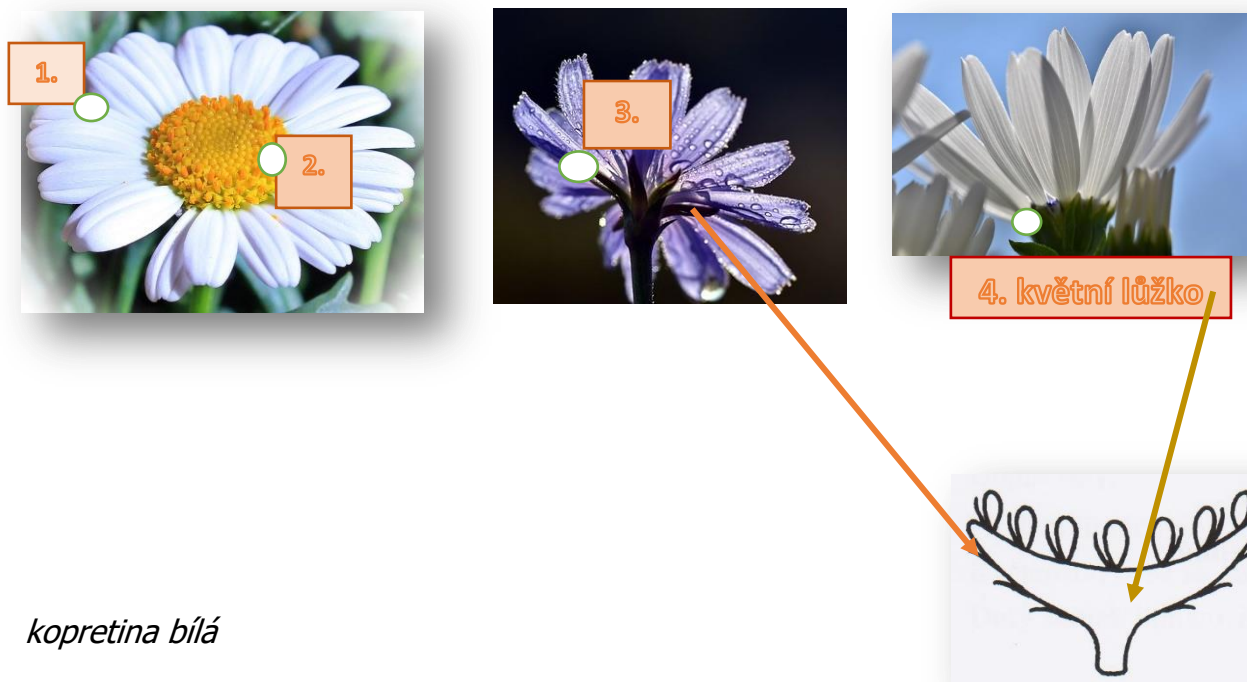 1.
2.
3.
4. květní lůžko
kopretina bílá